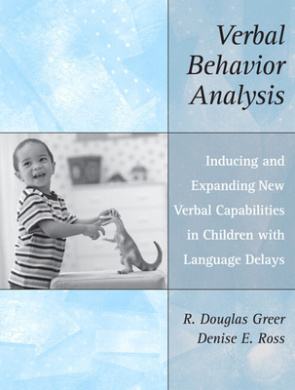 Verbal
Behavior
Analysis
Inducing and
Expanding New
Verbal Capabilities
in Children with
Language Delays
R. Douglas Greer
Denise E. Ross